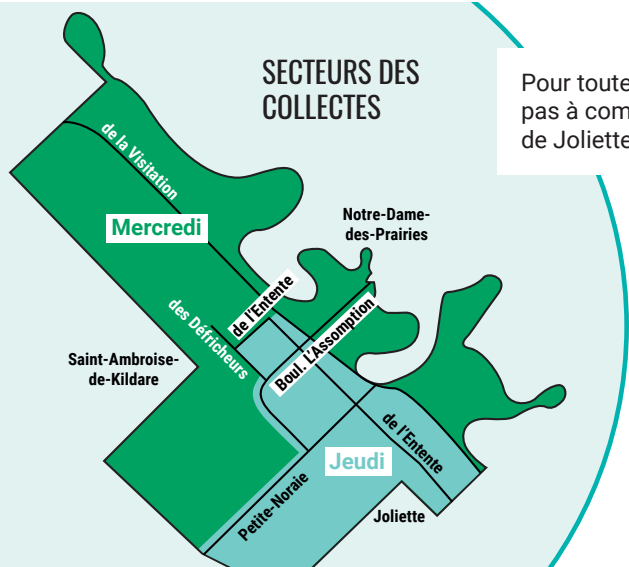 SECTEURS DES
COLLECTES
Pour toute
pas à com
de Joliette
de la Visitation
Mercredi
Notre-Dame-
des-Prairies
de l'Entente
des Défricheurs
Boul. L'Assomption
Saint-Ambroise-
de-Kildare
de l'Entente
Jeudi
Petite-Noraie
Joliette